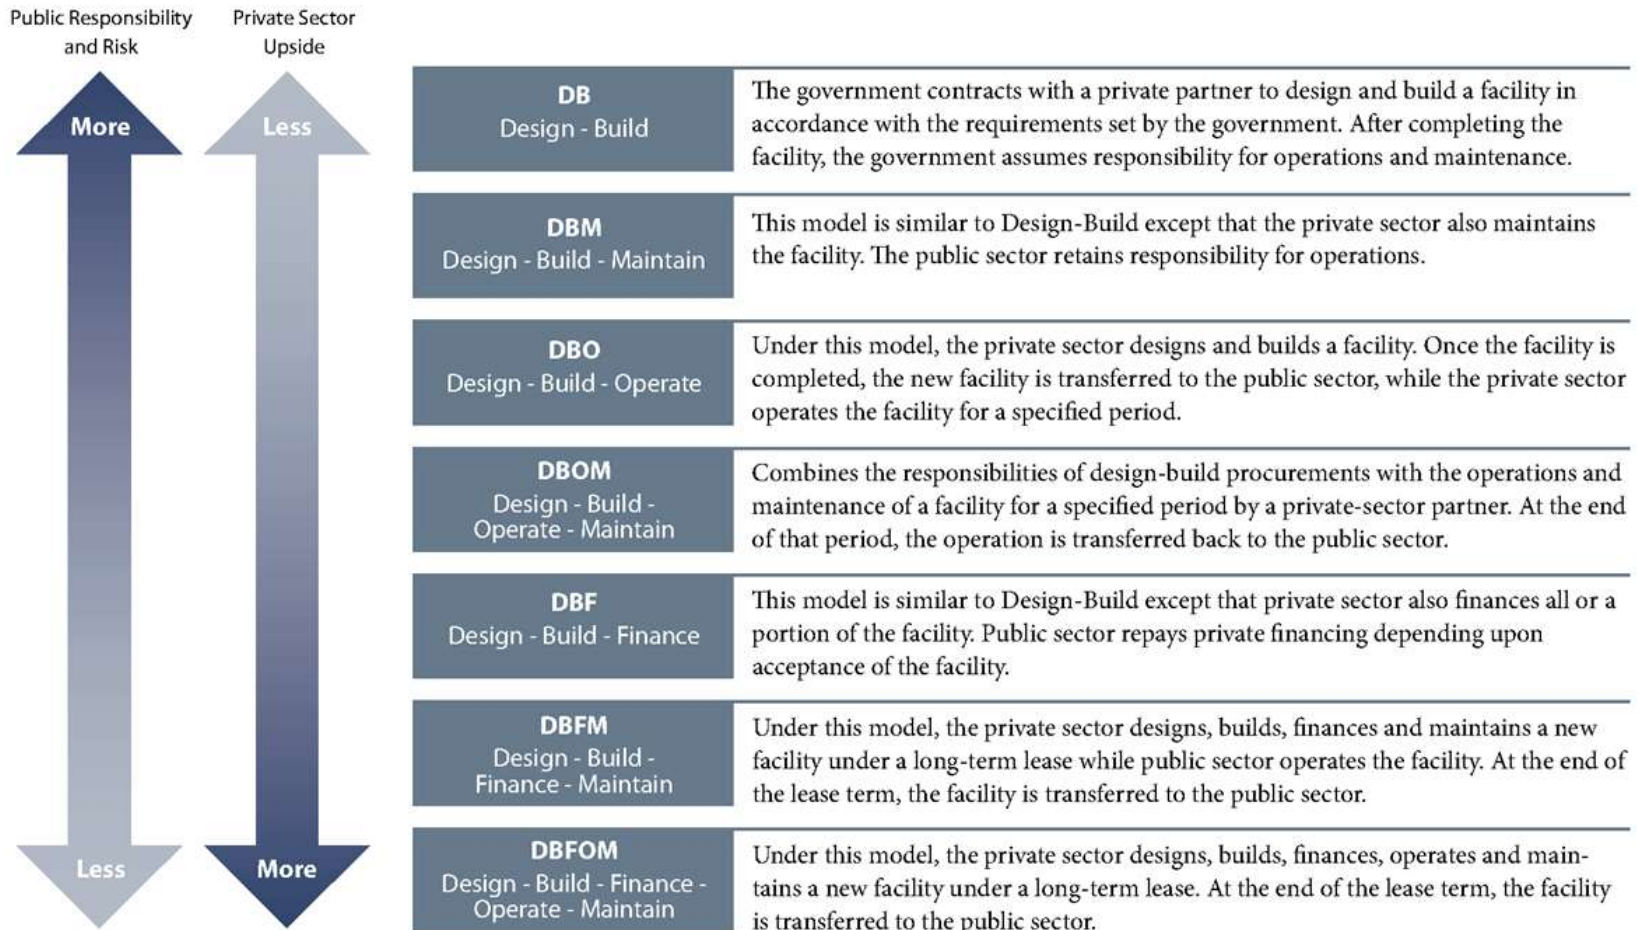 Public Responsibility
and Risk
Private Sector
Upside
More
Less
Less
More
DB
Design - Build
The government contracts with a private partner to design and build a facility in
accordance with the requirements set by the government. After completing the
facility, the government assumes responsibility for operations and maintenance.
DBM
Design - Build - Maintain
This model is similar to Design-Build except that the private sector also maintains
the facility. The public sector retains responsibility for operations.
DBO
Design - Build - Operate
Under this model, the private sector designs and builds a facility. Once the facility is
completed, the new facility is transferred to the public sector, while the private sector
operates the facility for a specified period.
DBOM
Design - Build -
Operate - Maintain
Combines the responsibilities of design-build procurements with the operations and
maintenance of a facility for a specified period by a private-sector partner. At the end
of that period, the operation is transferred back to the public sector.
DBF
Design - Build - Finance
This model is similar to Design-Build except that private sector also finances all or a
portion of the facility. Public sector repays private financing depending upon
acceptance of the facility.
DBFM
Design - Build -
Finance - Maintain
Under this model, the private sector designs, builds, finances and maintains a new
facility under a long-term lease while public sector operates the facility. At the end of
the lease term, the facility is transferred to the public sector.
DBFOM
Design - Build - Finance -
Operate - Maintain
Under this model, the private sector designs, builds, finances, operates and main-
tains a new facility under a long-term lease. At the end of the lease term, the facility
is transferred to the public sector.